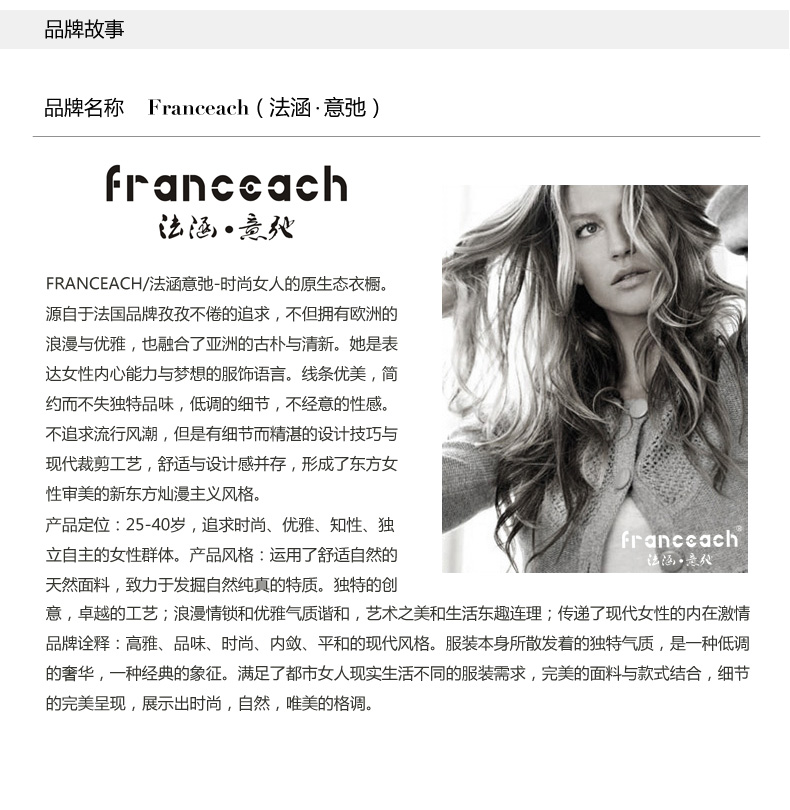 品牌故事
品牌名称 Franceach（法涵·意弛）
franceach
法涵·意弛
FRANCEACH/法涵意弛-时尚女人的原生态衣橱。
源自于法国品牌孜孜不倦的追求，不但拥有欧洲的
浪漫与优雅，也融合了亚洲的古朴与清新。她是表
达女性内心能力与梦想的服饰语言。线条优美，简
约而不失独特品味，低调的细节，不经意的性感。
不追求流行风潮，但是有细节而精湛的设计技巧与
现代裁剪工艺，舒适与设计感并存，形成了东方女
性审美的新东方灿漫主义风格。
产品定位：25-40岁，追求时尚、优雅、知性、独
立自主的女性群体。产品风格：运用了舒适自然的
天然面料，致力于发掘自然纯真的特质。独特的创
意，卓越的工艺；浪漫情锁和优雅气质谐和，艺术之美和生活东趣连理；传递了现代女性的内在激情
品牌诠释：高雅、品味、时尚、内敛、平和的现代风格。服装本身所散发着的独特气质，是一种低调
的奢华，一种经典的象征。满足了都市女人现实生活不同的服装需求，完美的面料与款式结合，细节
的完美呈现，展示出时尚，自然，唯美的格调。
franceach®
法涵·意弛